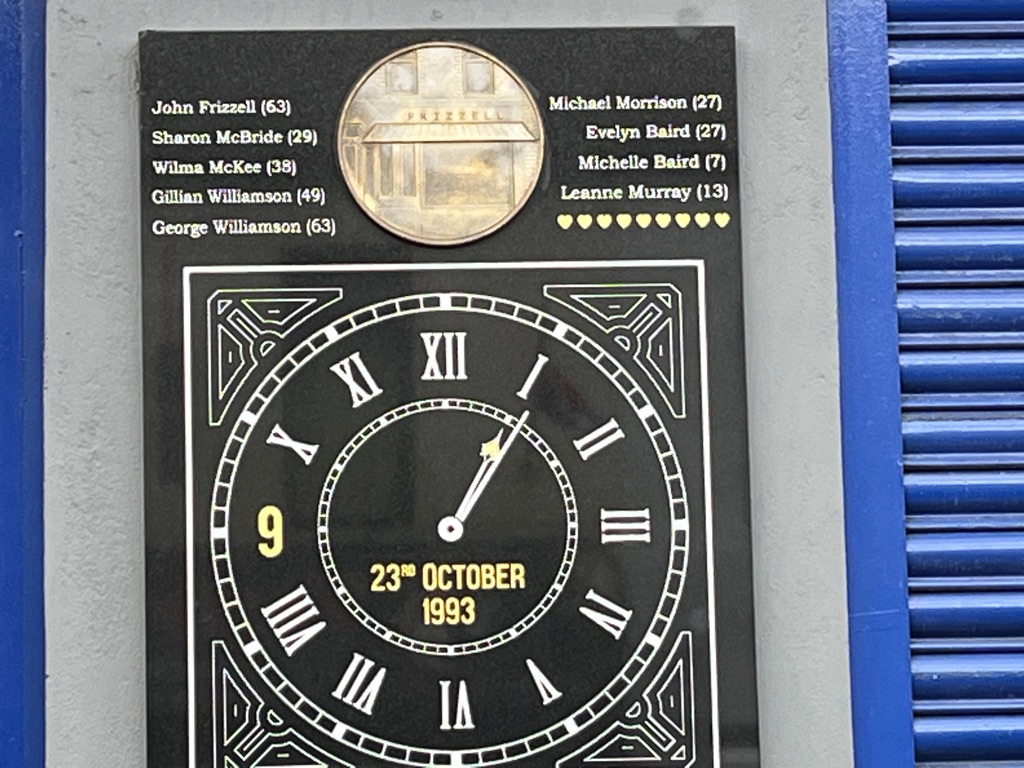 John Frizzell (63)
Sharon McBride (29)
Wilma McKee (38)
Gillian Williamson (49)
George Williamson (63)
FRIZZELL
Michael Morrison (27)
Evelyn Baird (27)
Michelle Baird (7)
Leanne Murray (13)
XII
I
II
III
IV
V
VI
VII
VIII
9
X
XI
23RD OCTOBER
1993